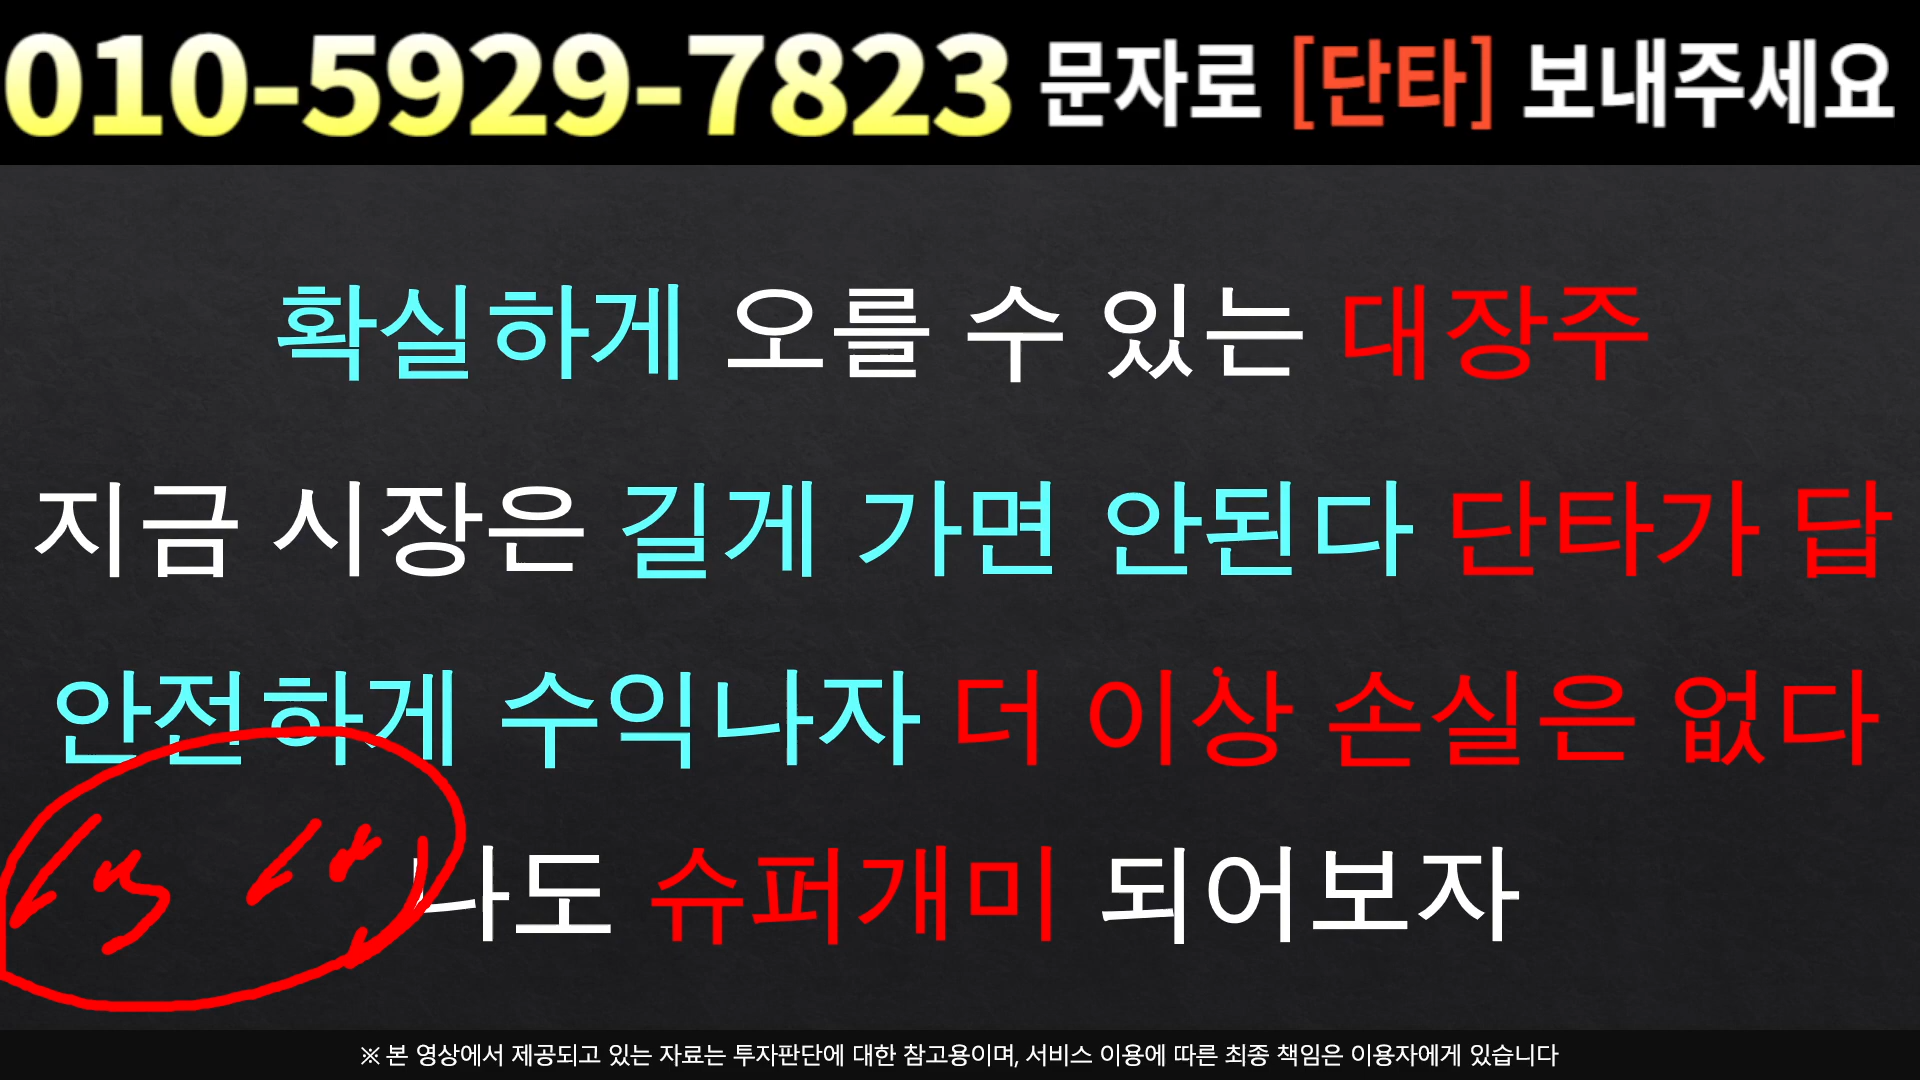 010-5929-7823 문자로 [단타] 보내주세요
확실하게 오를 수 있는 대장주
지금 시장은 길게 가면 안된다 단타가 답
안전하게 수익나자 더 이상 손실은 없다
나도 슈퍼개미 되어보자
※ 본 영상에서 제공되고 있는 자료는 투자판단에 대한 참고용이며, 서비스 이용에 따른 최종 책임은 이용자에게 있습니다